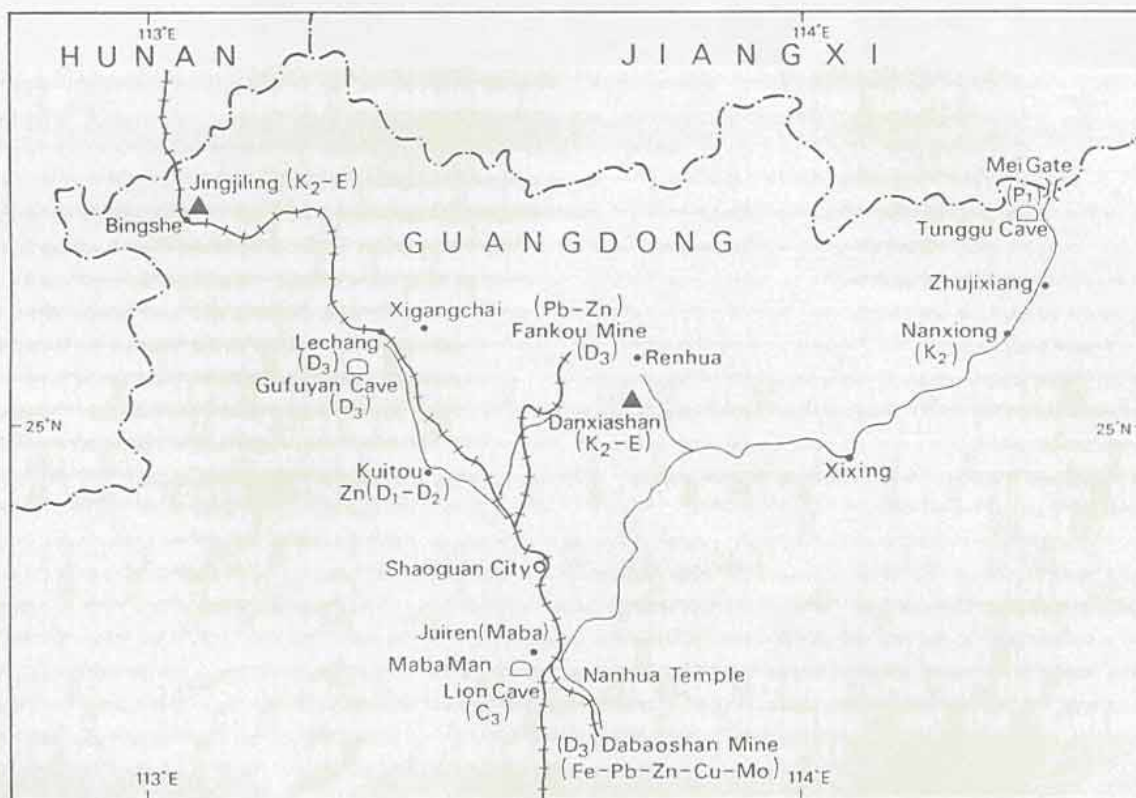 113°E
114°E
HUNAN
JIANGXI
Mei Gate
(P₁)
Tunggu Cave
Jingjiling (K₂-E)
Bingshe
GUANGDONG
Zhujixiang
Xigangchai
(Pb-Zn)
Fankou Mine
(D₃)
Renhua
Nanxiong
(K₂)
Lechang
(D₃)
Gufuyan Cave
(D₃)
25°N
25°N
Danxiashan
(K₂-E)
Xixing
Kuitou
Zn(D₁-D₂)
Shaoguan City
Juiren(Maba)
Maba Man
Lion Cave
(C₃)
Nanhua Temple
(D₃) Dabaoshan Mine
(Fe-Pb-Zn-Cu-Mo)
113°E
114°E